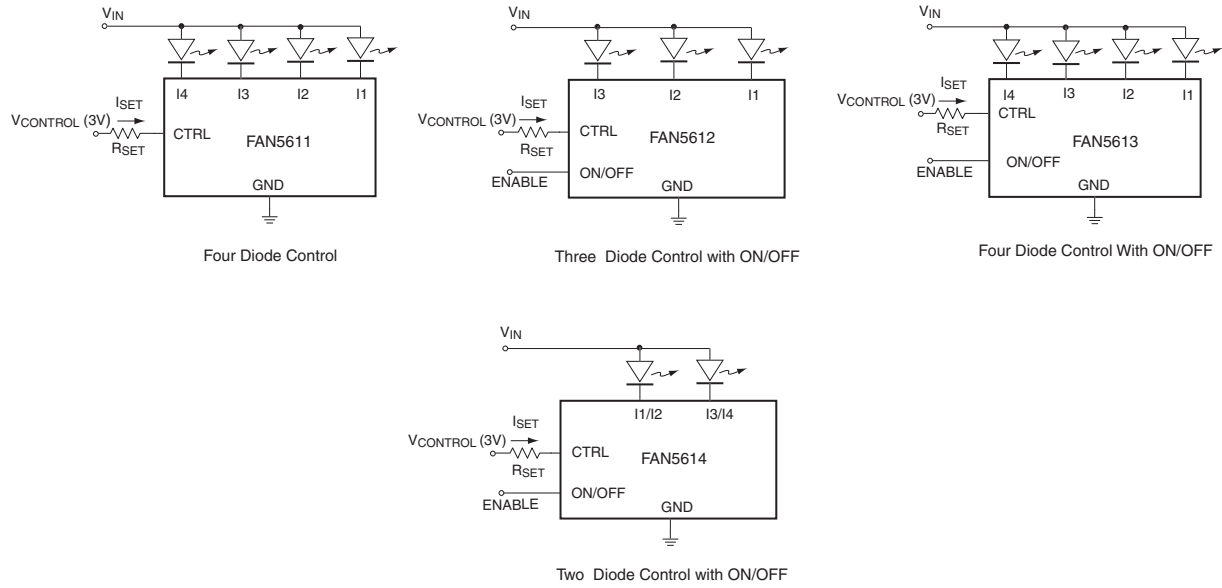 VIN
I4 I3 I2 I1
ISET
VCONTROL (3V)
RSET
CTRL
FAN5611
GND
Four Diode Control
VIN
I3 I2 I1
ISET
VCONTROL (3V)
RSET
CTRL
FAN5612
ENABLE
ON/OFF
GND
Three Diode Control with ON/OFF
VIN
I4 I3 I2 I1
ISET
VCONTROL (3V)
RSET
CTRL
FAN5613
ENABLE
ON/OFF
GND
Four Diode Control With ON/OFF
VIN
I1/I2 I3/I4
ISET
VCONTROL (3V)
RSET
CTRL
FAN5614
ENABLE
ON/OFF
GND
Two Diode Control with ON/OFF